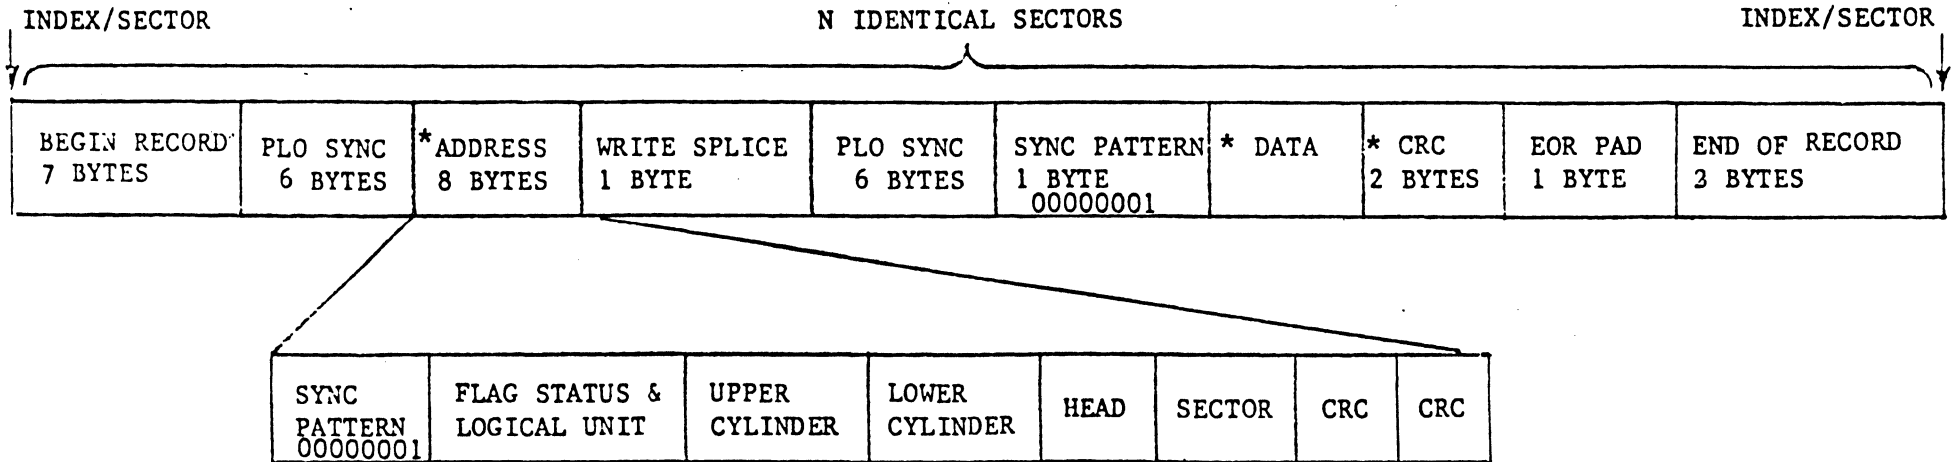 INDEX/SECTOR
N IDENTICAL SECTORS
INDEX/SECTOR
BEGIN RECORD
7 BYTES
PLO SYNC
6 BYTES
*ADDRESS
8 BYTES
WRITE SPLICE
1 BYTE
PLO SYNC
6 BYTES
SYNC PATTERN
1 BYTE
00000001
* DATA
* CRC
2 BYTES
EOR PAD
1 BYTE
END OF RECORD
3 BYTES
SYNC
PATTERN
00000001
FLAG STATUS &
LOGICAL UNIT
UPPER
CYLINDER
LOWER
CYLINDER
HEAD
SECTOR
CRC
CRC